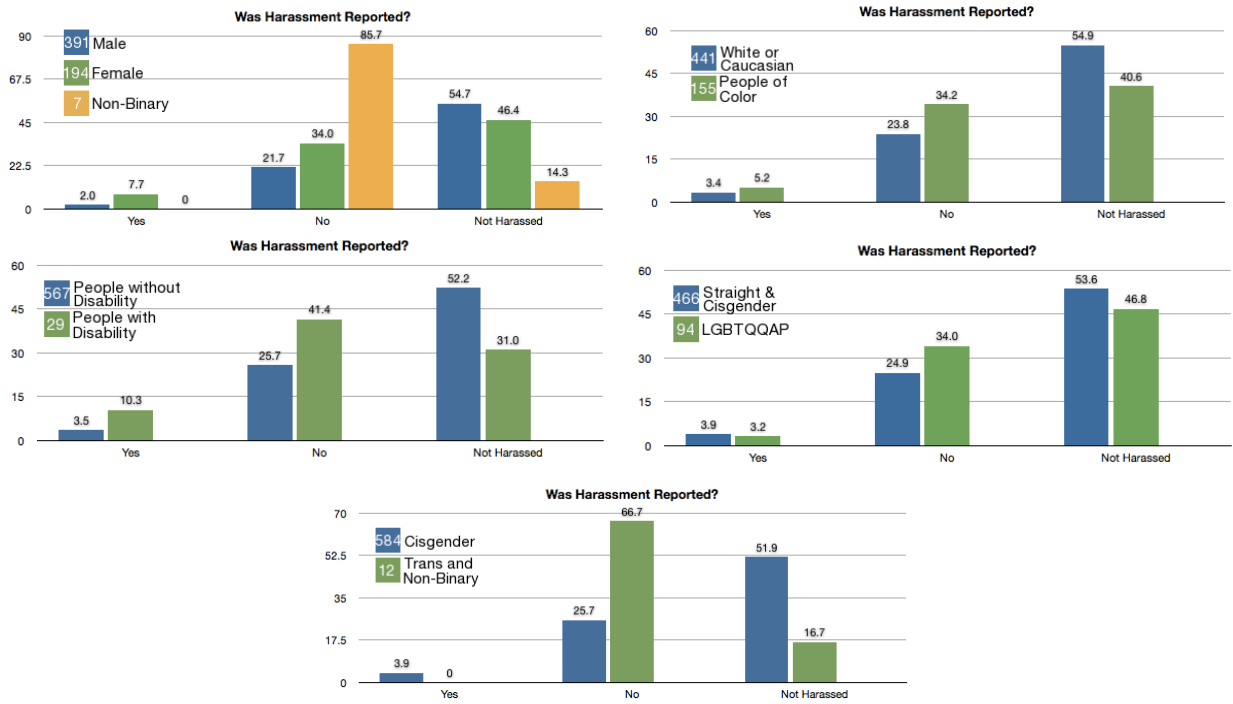 Was Harassment Reported?
90
67.5
45
22.5
0
391 Male
194 Female
7 Non-Binary
2.0
7.7
0
21.7
34.0
85.7
54.7
46.4
14.3
Yes
No
Not Harassed
Was Harassment Reported?
60
45
30
15
0
441 White or
Caucasian
155 People of
Color
3.4
5.2
23.8
34.2
54.9
40.6
Yes
No
Not Harassed
Was Harassment Reported?
60
45
30
15
0
567 People without
Disability
29 People with
Disability
3.5
10.3
25.7
41.4
52.2
31.0
Yes
No
Not Harassed
Was Harassment Reported?
60
45
30
15
0
466 Straight &
Cisgender
94 LGBTQQAP
3.9
3.2
24.9
34.0
53.6
46.8
Yes
No
Not Harassed
Was Harassment Reported?
70
52.5
35
17.5
0
584 Cisgender
12 Trans and
Non-Binary
3.9
0
25.7
66.7
51.9
16.7
Yes
No
Not Harassed